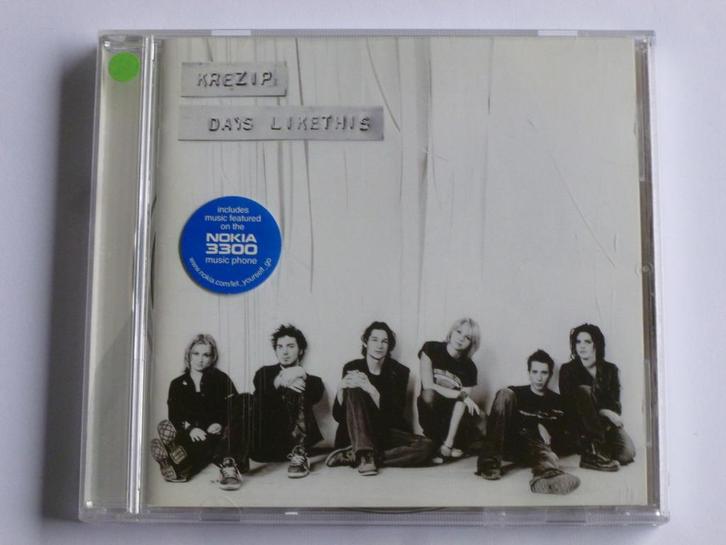 KREZIP
DAYS LIKETHIS
includes
music featured
on the
NOKIA
3300
music phone
www.nokia.com/let_yourself_go